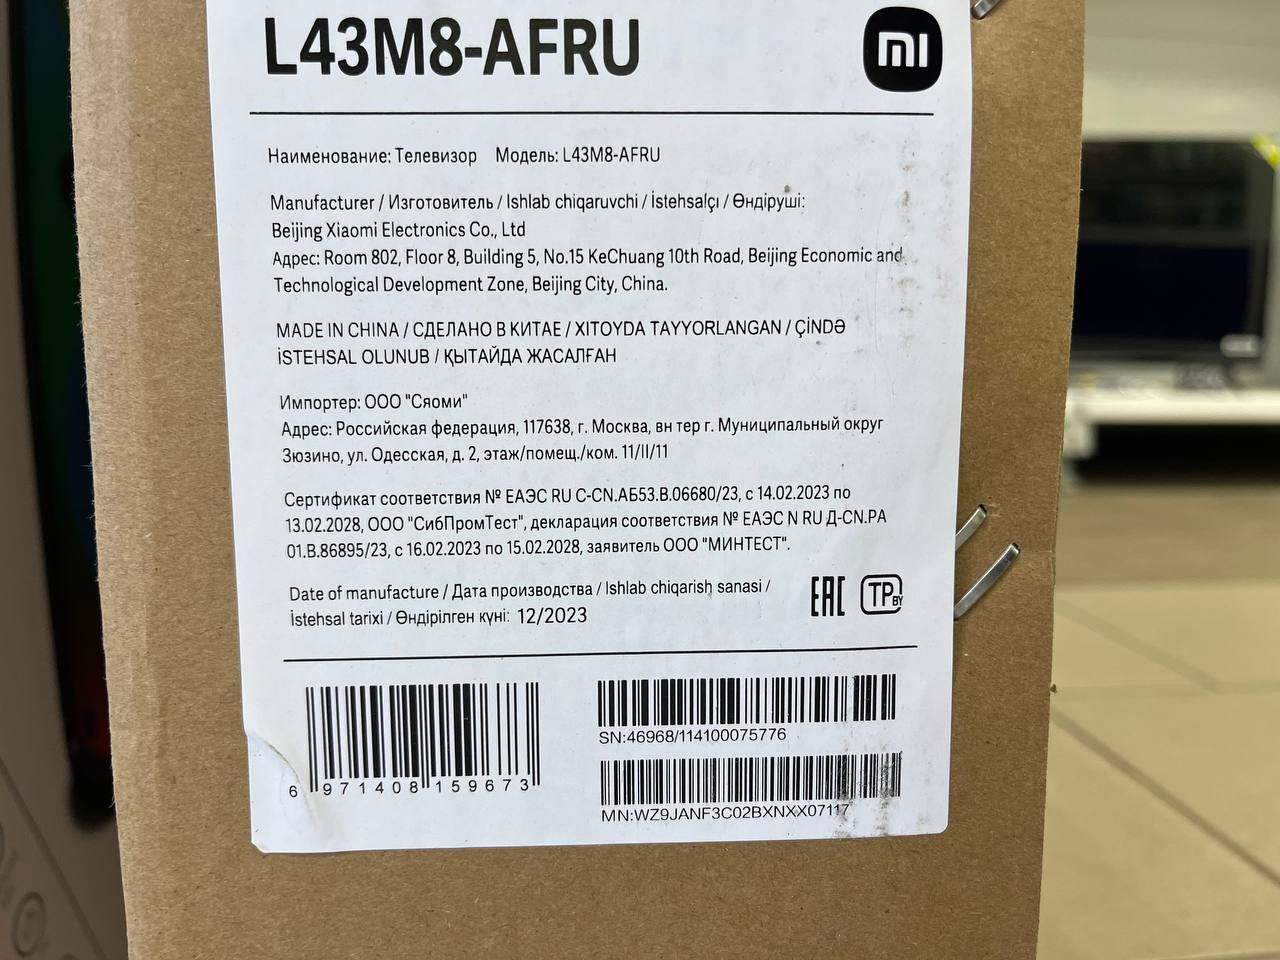 L43M8-AFRU
mi
Наименование: Телевизор Модель: L43M8-AFRU
Manufacturer / Изготовитель / Ishlab chiqaruvchi / İstehsalçı / Өндіруші:
Beijing Xiaomi Electronics Co., Ltd
Адрес: Room 802, Floor 8, Building 5, No.15 KeChuang 10th Road, Beijing Economic and
Technological Development Zone, Beijing City, China.
MADE IN CHINA / СДЕЛАНО В КИТАЕ / XITOYDA TAYYORLANGAN / ÇİNDƏ
İSTEHSAL OLUNUB / ҚЫТАЙДА ЖАСАЛҒАН
Импортер: ООО "Сяоми"
Адрес: Российская федерация, 117638, г. Москва, вн тер г. Муниципальный округ
Зюзино, ул. Одесская, д. 2, этаж/помещ./ком. 11/II/11
Сертификат соответствия № ЕАЭС RU C-CN.АБ53.В.06680/23, с 14.02.2023 по
13.02.2028, ООО "СибПромТест", декларация соответствия № ЕАЭС N RU Д-CN.РА
01.В.86895/23, с 16.02.2023 по 15.02.2028, заявитель ООО "МИНТЕСТ".
Date of manufacture / Дата производства / Ishlab chiqarish sanasi /
İstehsal tarixi / Өндірілген күні: 12/2023
EAC TP BY
6 971408 159673
SN:46968/114100075776
MN:WZ9JANF3C02BXNXX07117